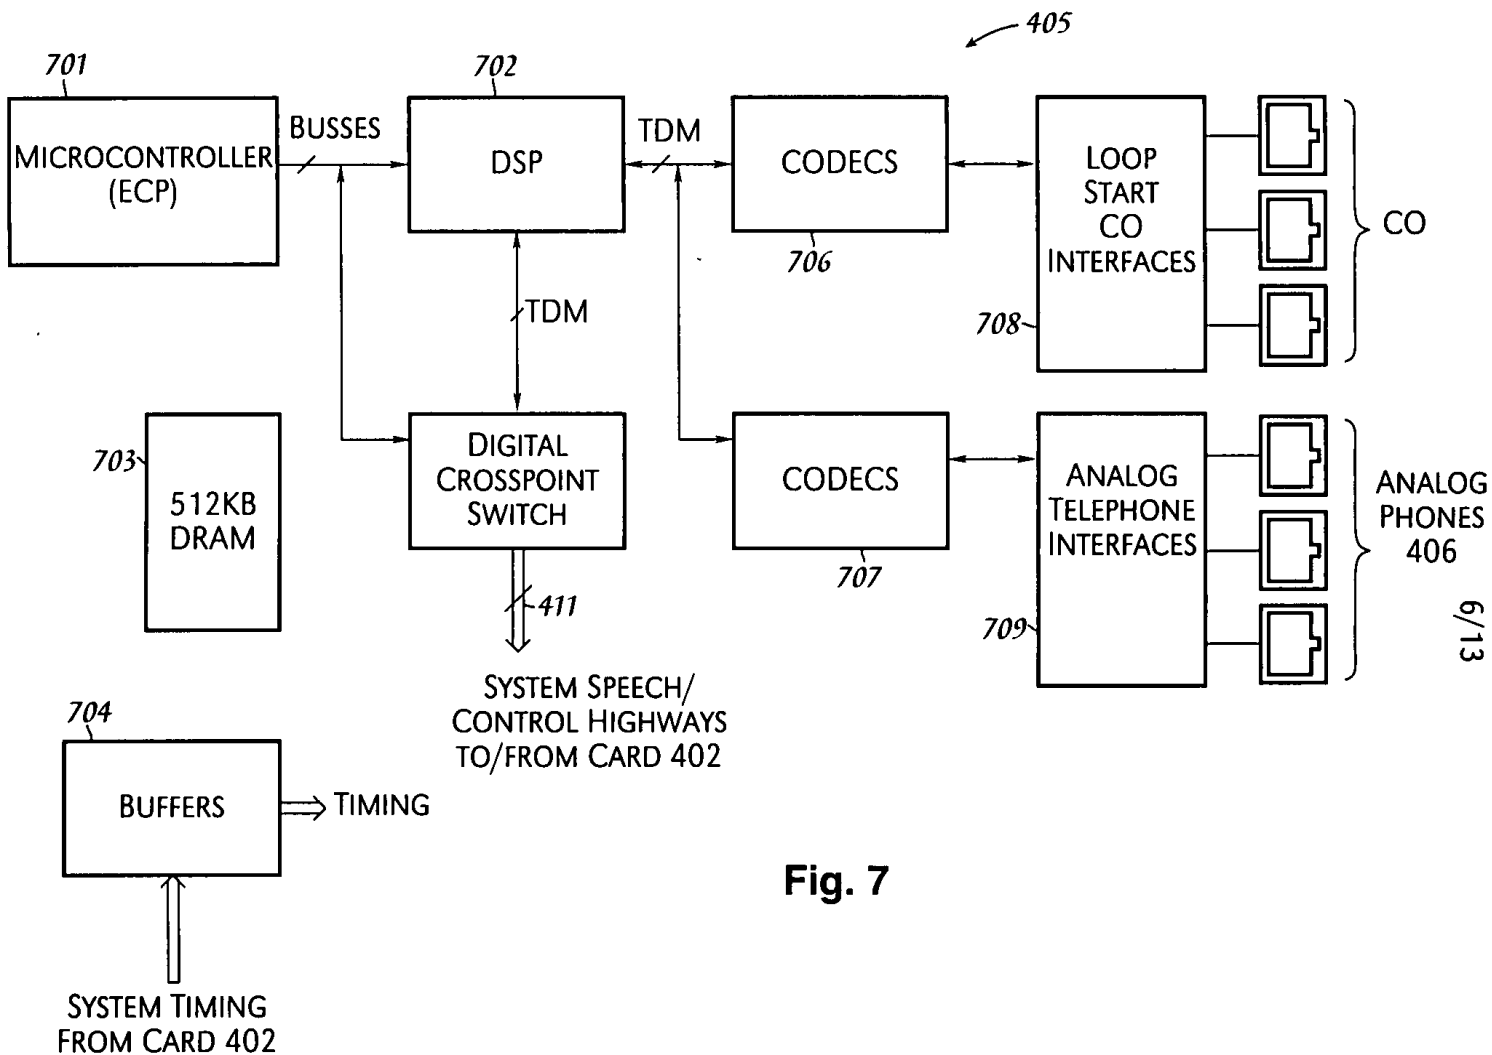 405
701
MICROCONTROLLER
(ECP)
BUSSES
702
DSP
TDM
CODECS
706
LOOP
START
CO
INTERFACES
708
CO
TDM
703
512KB
DRAM
DIGITAL
CROSSPOINT
SWITCH
411
SYSTEM SPEECH/
CONTROL HIGHWAYS
TO/FROM CARD 402
CODECS
707
ANALOG
TELEPHONE
INTERFACES
709
ANALOG
PHONES
406
6/13
704
BUFFERS
TIMING
SYSTEM TIMING
FROM CARD 402
Fig. 7